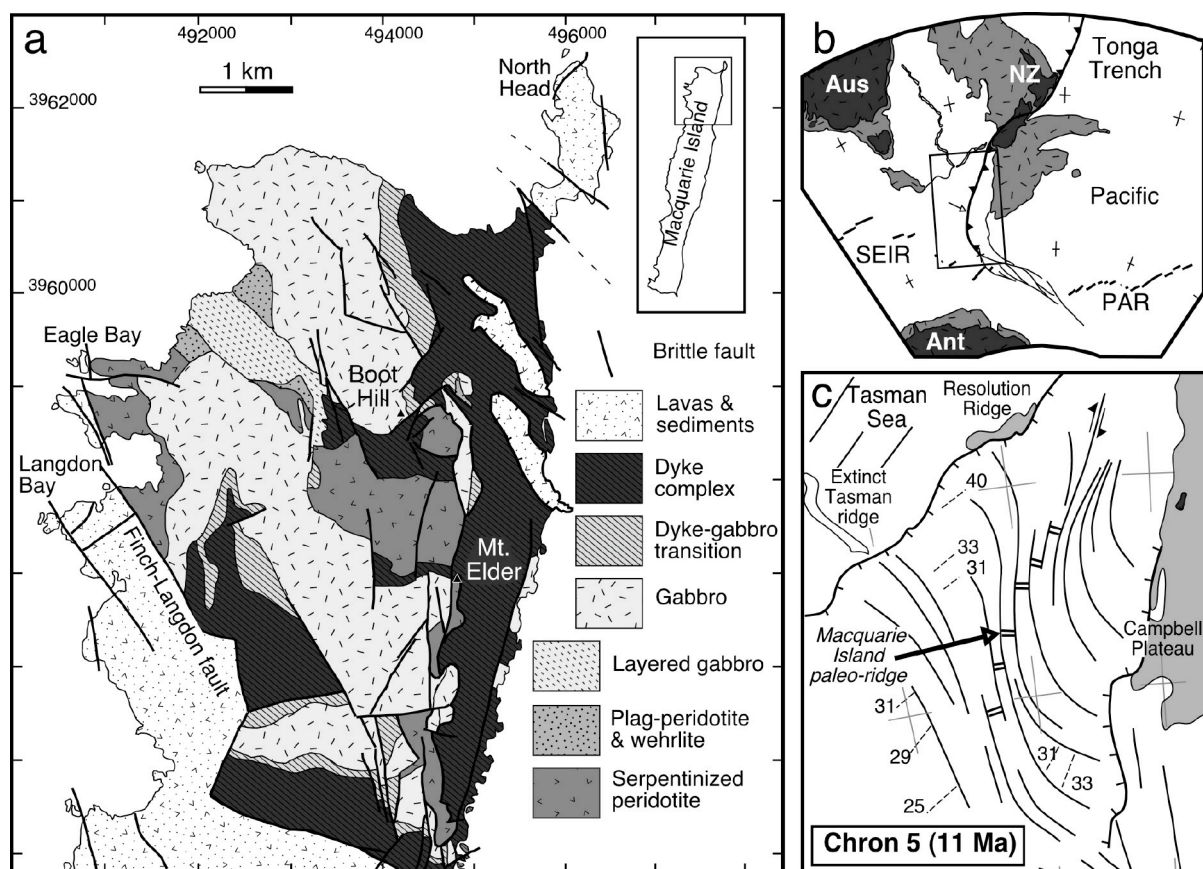 a
492000
494000
496000
1 km
North
Head
3962000
3960000
Macquarie Island
Eagle Bay
Boot
Hill
Langdon
Bay
Finch-Langdon fault
Mt.
Elder
Brittle fault
Lavas &
sediments
Dyke
complex
Dyke-gabbro
transition
Gabbro
Layered gabbro
Plag-peridotite
& wehrlite
Serpentinized
peridotite
b
Aus
NZ
Tonga
Trench
Pacific
SEIR
PAR
Ant
c
Tasman
Sea
Resolution
Ridge
Extinct
Tasman
ridge
40
33
31
Macquarie
Island
paleo-ridge
Campbell
Plateau
31
29
25
31
33
Chron 5 (11 Ma)